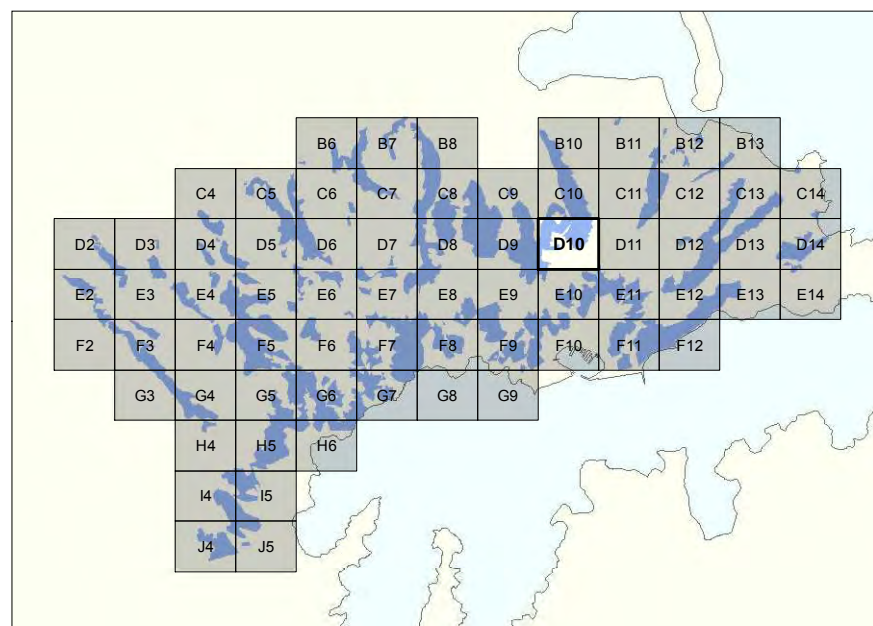 B6 B7 B8 B10 B11 B12 B13
C4 C5 C6 C7 C8 C9 C10 C11 C12 C13 C14
D2 D3 D4 D5 D6 D7 D8 D9 D10 D11 D12 D13 D14
E2 E3 E4 E5 E6 E7 E8 E9 E10 E11 E12 E13 E14
F2 F3 F4 F5 F6 F7 F8 F9 F10 F11 F12
G3 G4 G5 G6 G7 G8 G9
H4 H5 H6
I4 I5
J4 J5